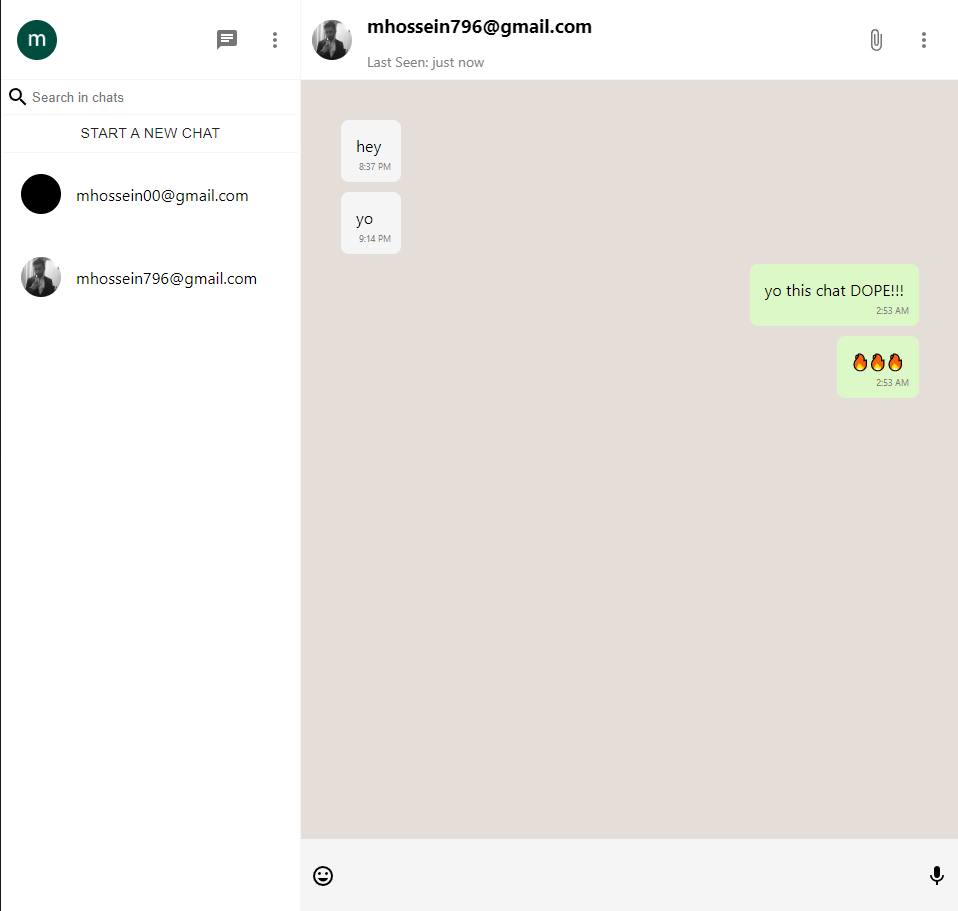 m
mhossein796@gmail.com
Last Seen: just now
Search in chats
START A NEW CHAT
mhossein00@gmail.com
mhossein796@gmail.com
hey
8:37 PM
yo
9:14 PM
yo this chat DOPE!!!
2:53 AM
🔥🔥🔥
2:53 AM